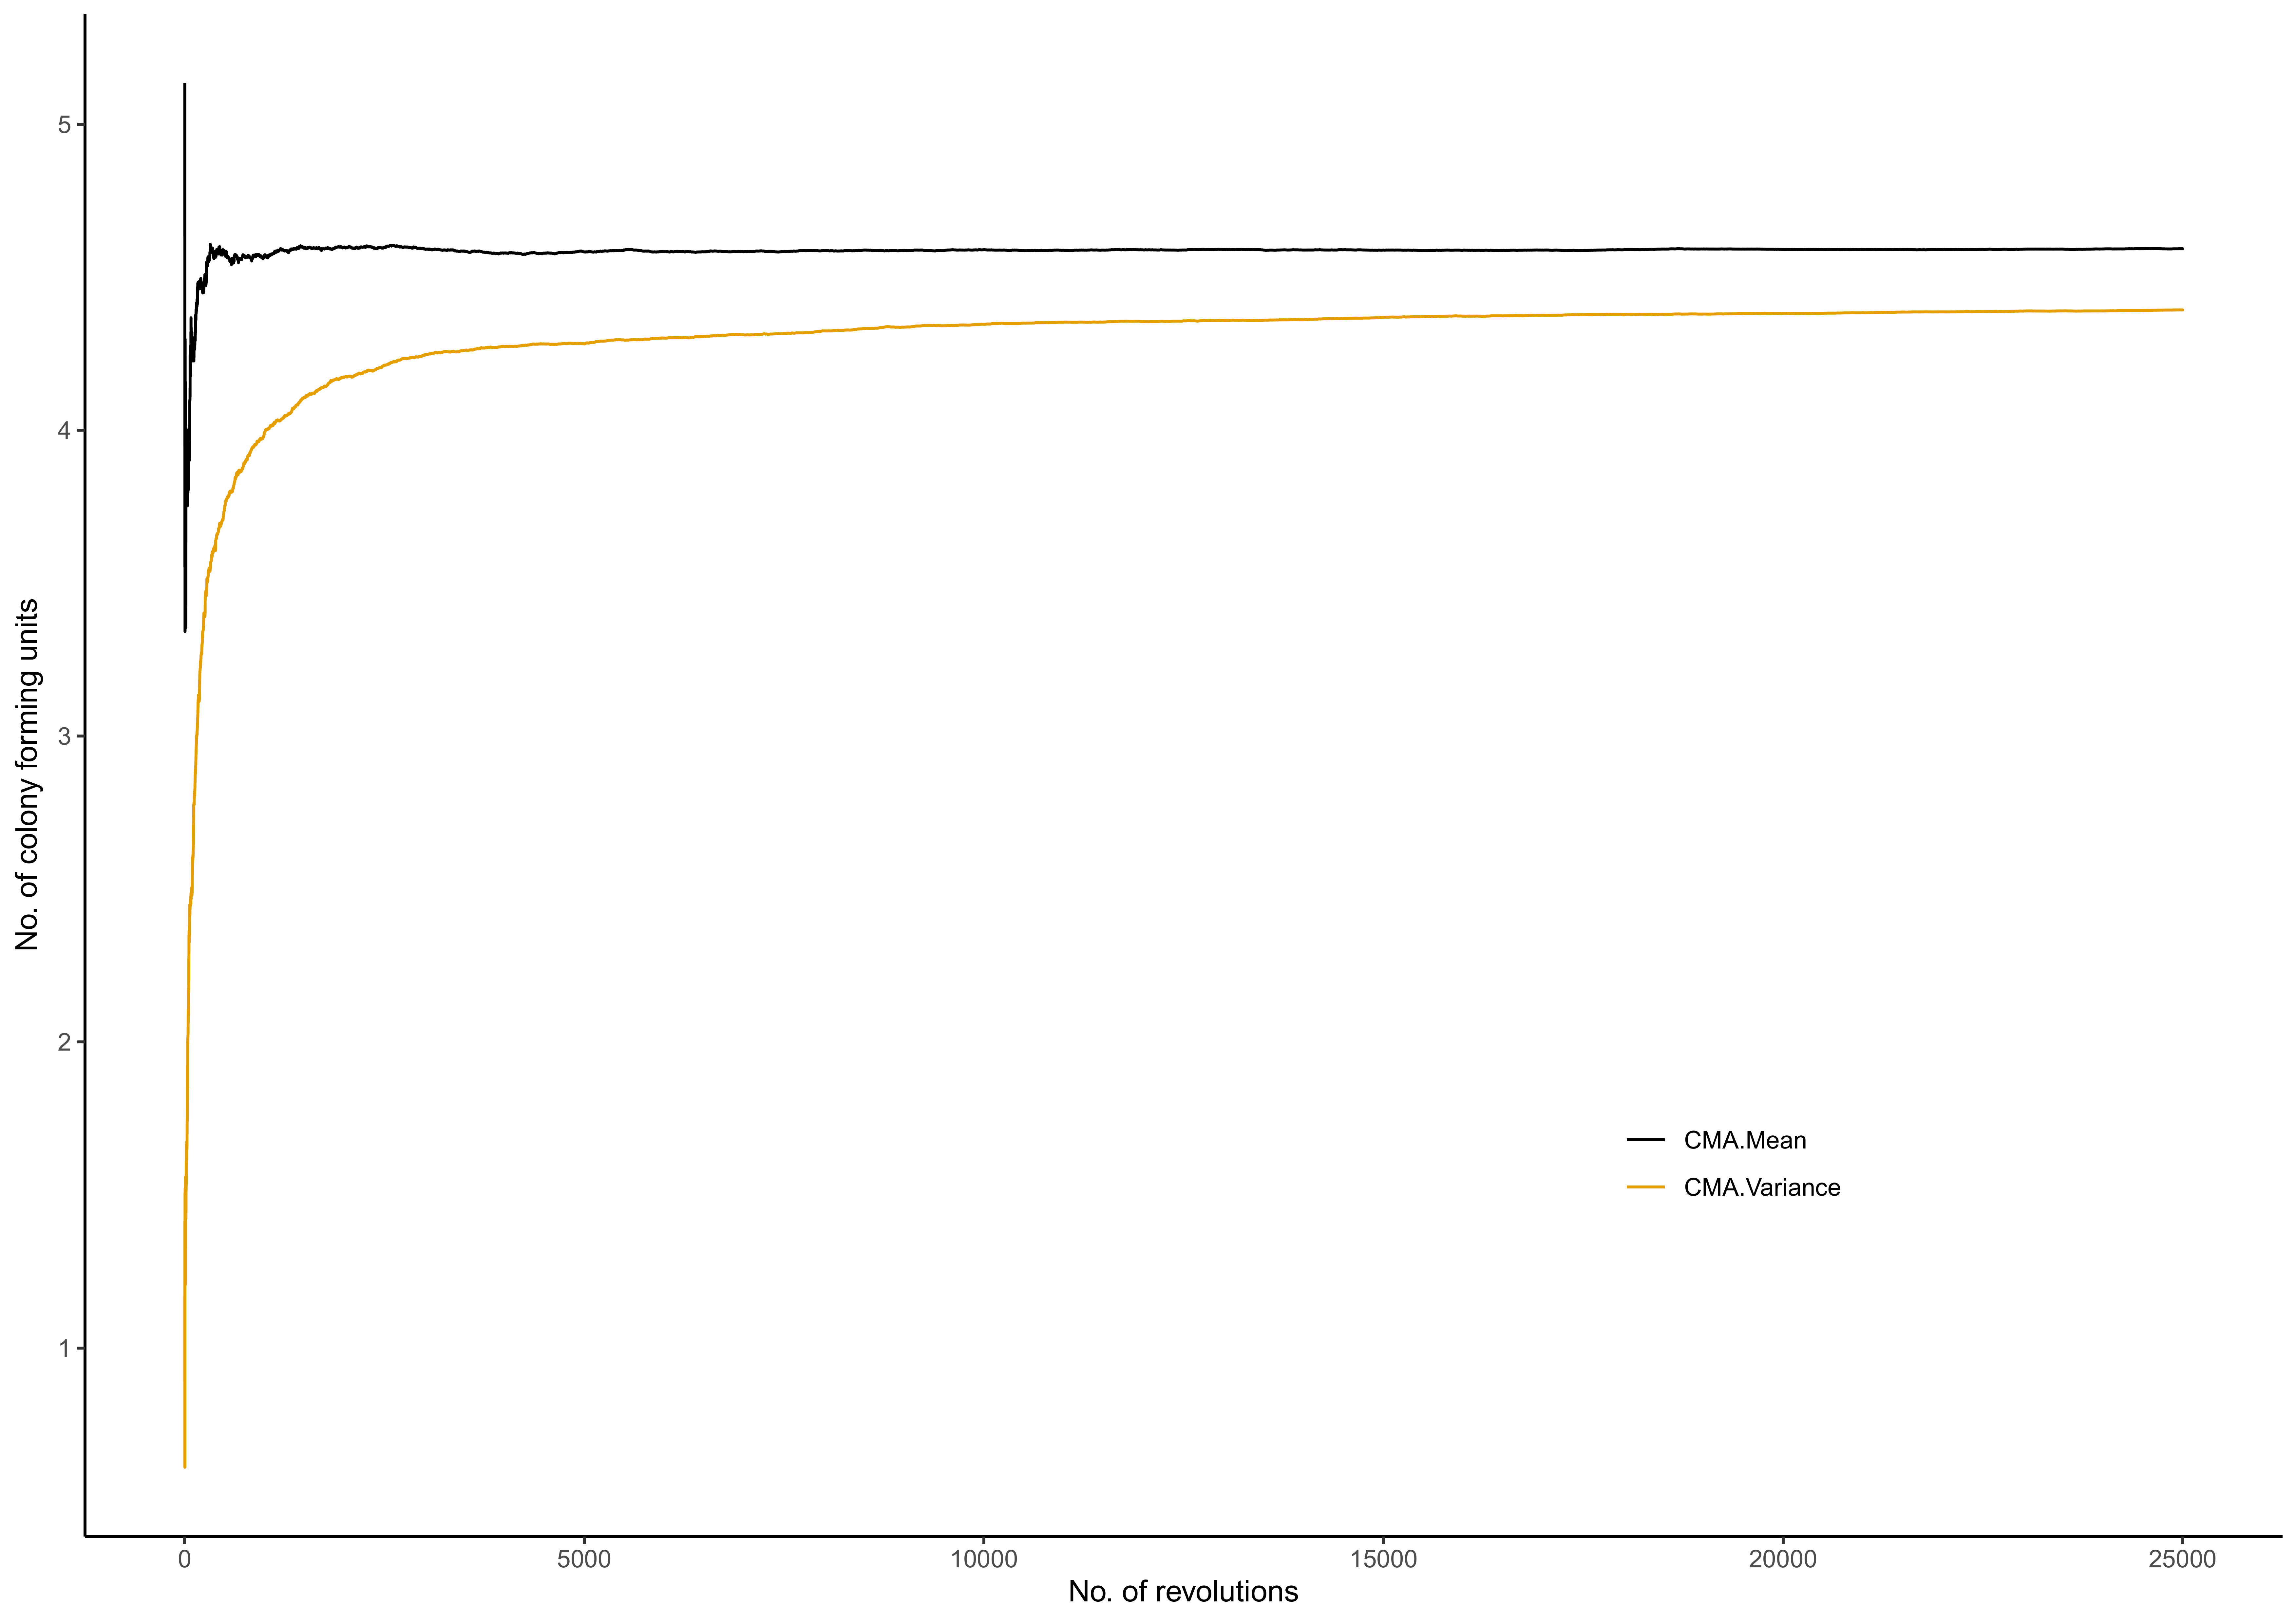 No. of colony forming units
5
4
3
2
1
CMA.Mean
CMA.Variance
0 5000 10000 15000 20000 25000
No. of revolutions